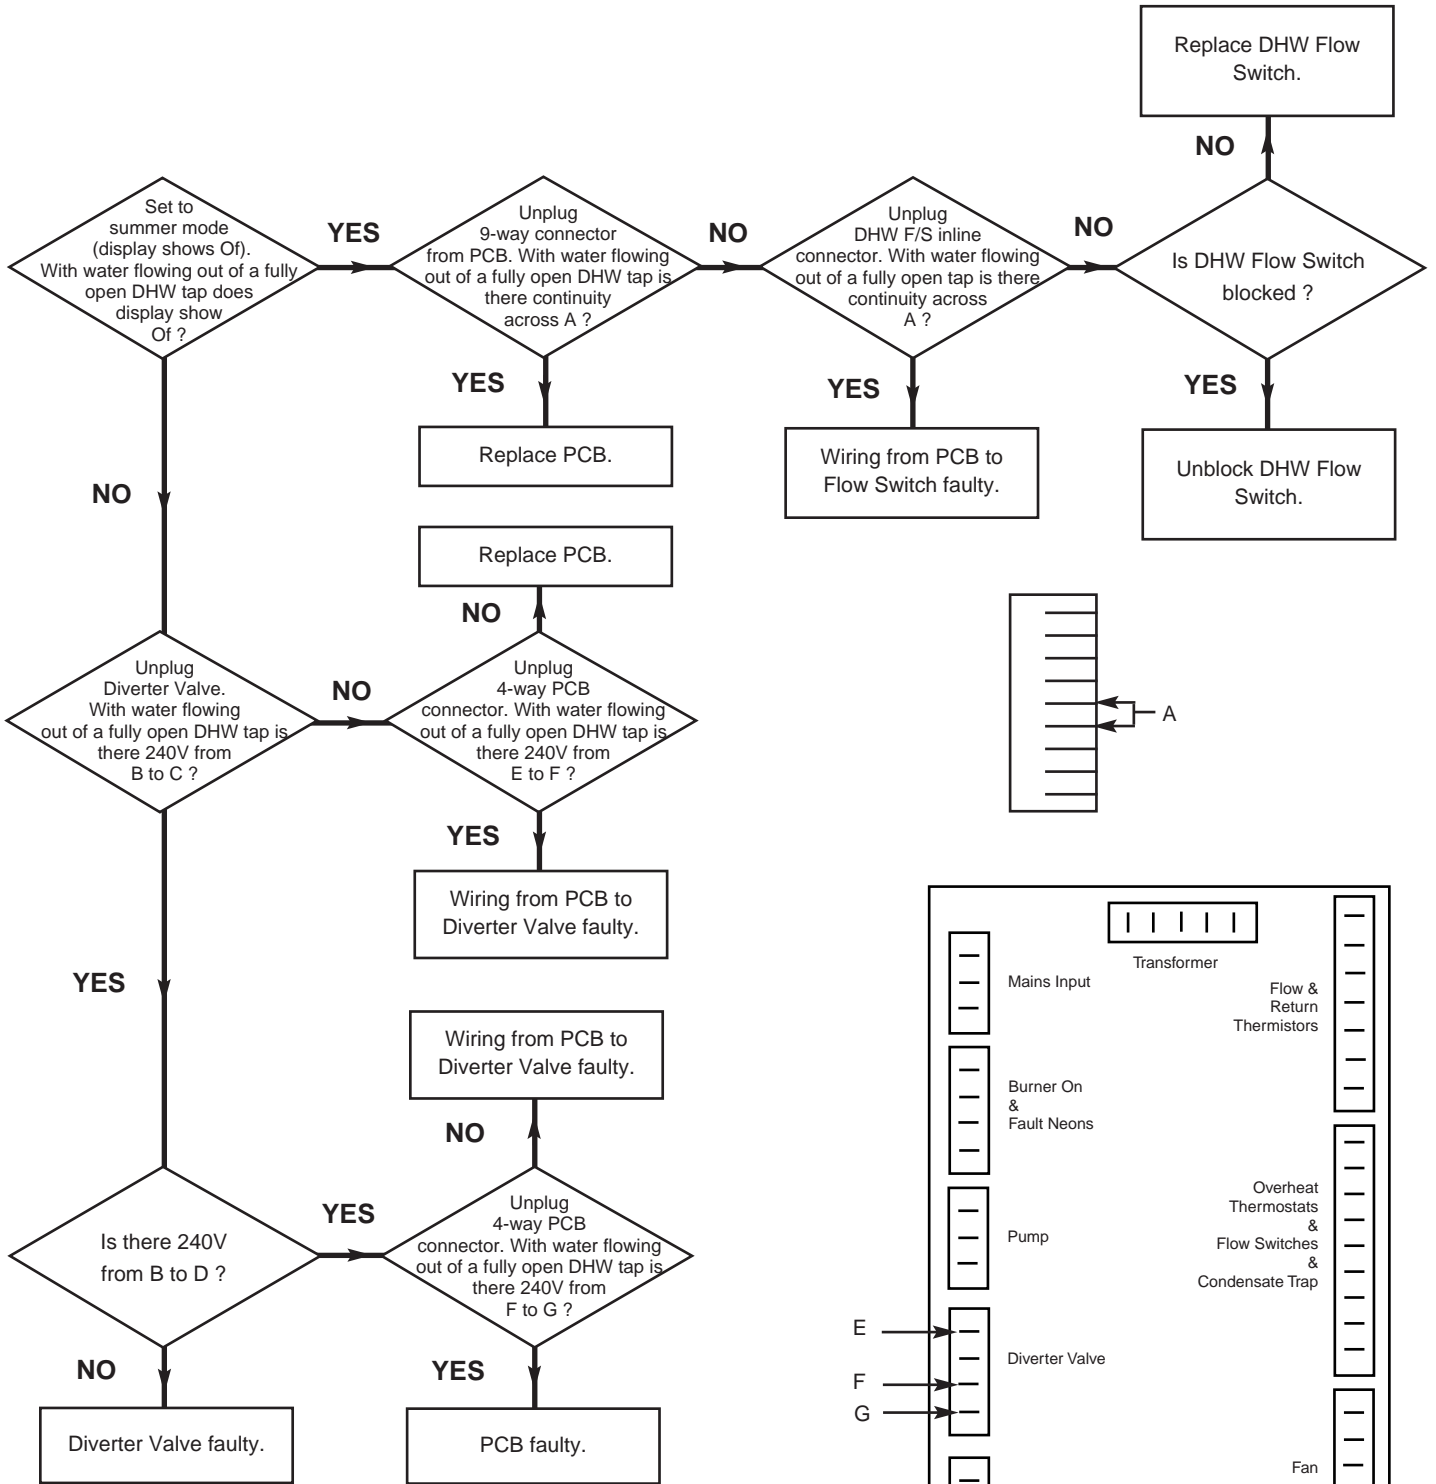 Replace DHW Flow
Switch.
NO
Set to
summer mode
(display shows Of).
With water flowing out of a fully
open DHW tap does
display show
Of ?
YES
Unplug
9-way connector
from PCB. With water flowing
out of a fully open DHW tap is
there continuity
across A ?
NO
Unplug
DHW F/S inline
connector. With water flowing
out of a fully open tap is there
continuity across
A ?
NO
Is DHW Flow Switch
blocked ?
YES
YES
YES
Replace PCB.
Wiring from PCB to
Flow Switch faulty.
Unblock DHW Flow
Switch.
NO
Replace PCB.
NO
Unplug
Diverter Valve.
With water flowing
out of a fully open DHW tap is
there 240V from
B to C ?
NO
Unplug
4-way PCB
connector. With water flowing
out of a fully open DHW tap is
there 240V from
E to F ?
A
YES
Wiring from PCB to
Diverter Valve faulty.
YES
Wiring from PCB to
Diverter Valve faulty.
NO
Is there 240V
from B to D ?
YES
Unplug
4-way PCB
connector. With water flowing
out of a fully open DHW tap is
there 240V from
F to G ?
NO
YES
Diverter Valve faulty.
PCB faulty.
Transformer
Mains Input
Flow &
Return
Thermistors
Burner On
&
Fault Neons
Overheat
Thermostats
&
Flow Switches
&
Condensate Trap
Pump
E
Diverter Valve
F
G
Fan